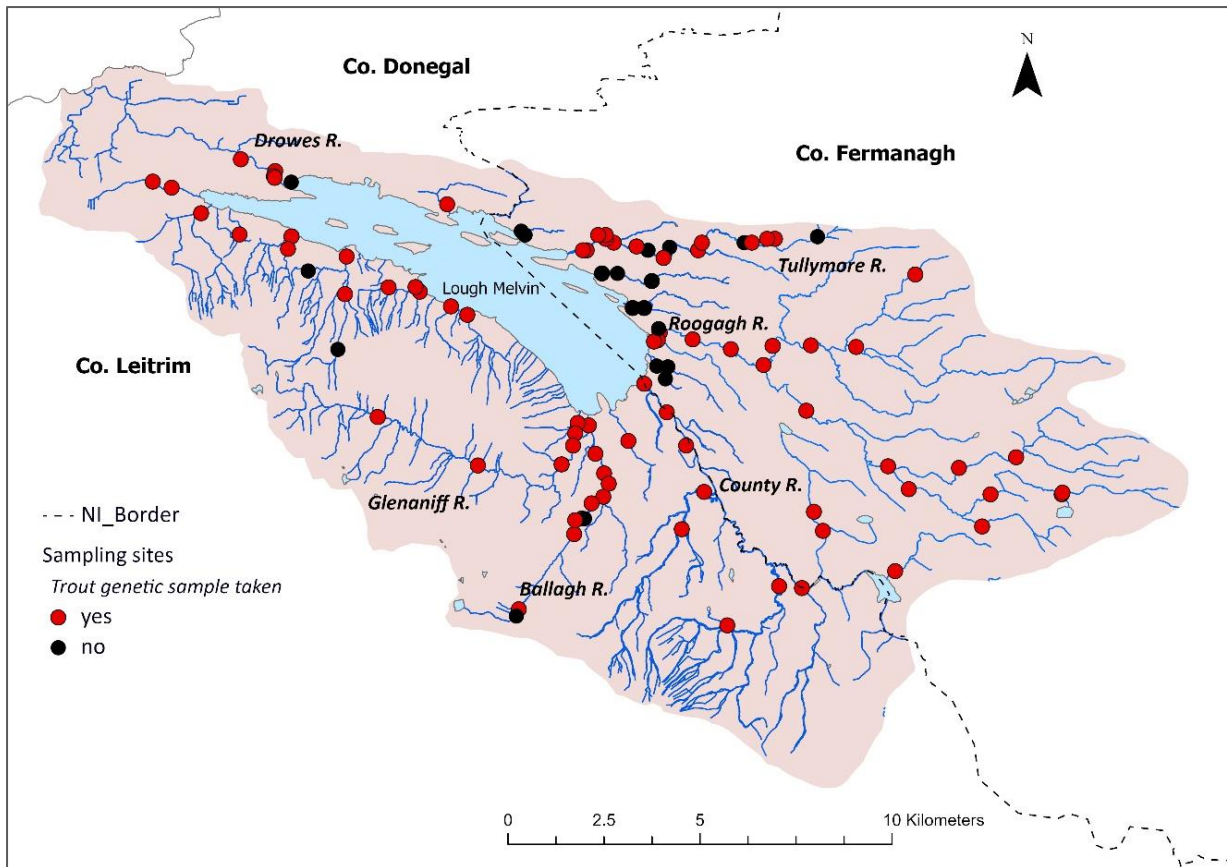 Co. Donegal
N
Drowes R.
Co. Fermanagh
Tullymore R.
Lough Melvin
Roogagh R.
Co. Leitrim
Glenaniff R.
County R.
NI_Border
Sampling sites
Trout genetic sample taken
yes
no
Ballagh R.
0 2.5 5 10 Kilometers